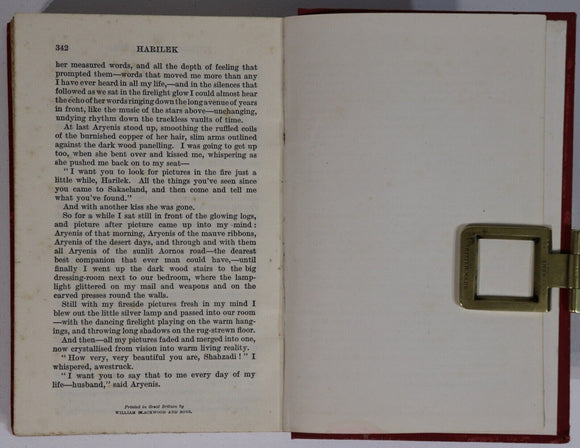 342 HARILEK
her measured words, and all the depth of feeling that
prompted them—words that moved me more than any
I have ever heard in all my life,—and in the silences that
followed as we sat in the firelight glow I could almost hear
the echo of her words ringing down the long avenue of years
in front, like the music of the stars above—unchanging,
undying rhythm down the trackless vaults of time.
At last Aryenis stood up, smoothing the ruffled coils
of the burnished copper of her hair, slim arms outlined
against the dark wood panelling. I was going to get up
too, when she bent over and kissed me, whispering as
she pushed me back on to my seat—
"I want you to look for pictures in the fire just a
little while, Harilek. All the things you've seen since
you came to Sakaeland, and then come and tell me
what you found."
And with another kiss she was gone.
So for a while I sat still in front of the glowing logs,
and picture after picture came up into my mind:
Aryenis of that morning, Aryenis of the mauve ribbons,
Aryenis of the desert days, and through and with them
all Aryenis of the sunlit Aornos road—the dearest
best companion that ever man could have,—until
finally I went up the dark wood stairs to the big
dressing-room next to our bedroom, where the lamp-
light glittered on my mail and weapons and on the
carved presses round the walls.
Still with my fireside pictures fresh in my mind I
blew out the little silver lamp and passed into our room
—with the dancing firelight playing on the warm hang-
ings, and throwing long shadows on the rug-strewn floor.
And then—all my pictures faded and merged into one,
now crystallised from vision into warm living reality.
"How very, very beautiful you are, Shahzadi!" I
whispered, awestruck.
"I want you to say that to me every day of my
life—husband," said Aryenis.
Printed in Great Britain by
WILLIAM BLACKWOOD AND SONS.